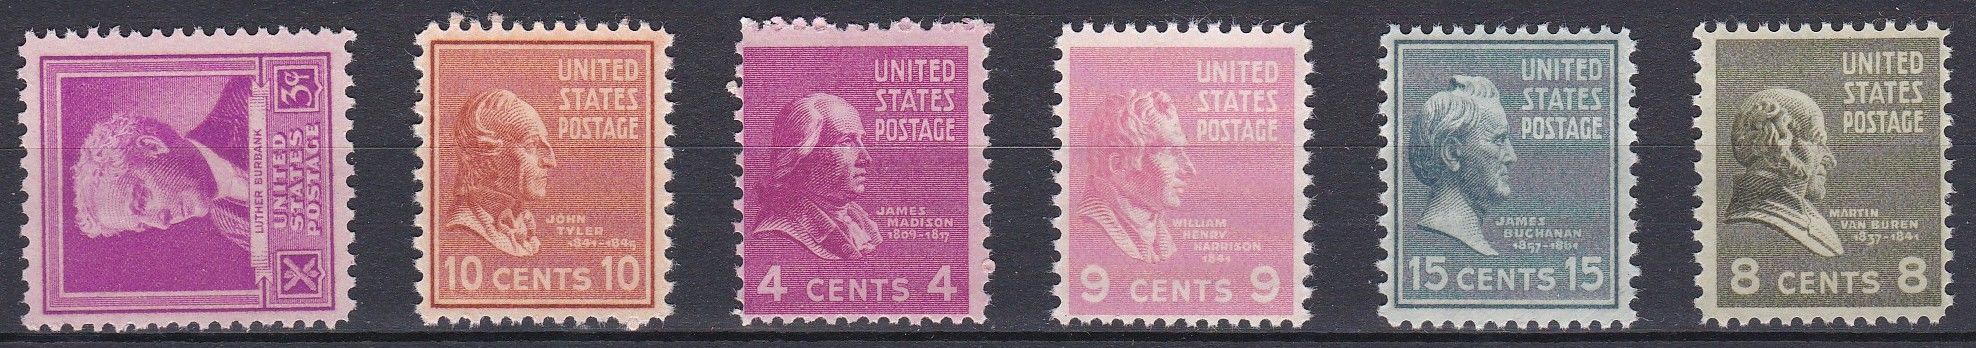 3¢
LUTHER BURBANK
UNITED
STATES
POSTAGE
UNITED
STATES
POSTAGE
JOHN
TYLER
1841-1845
10 CENTS 10
UNITED
STATES
POSTAGE
JAMES
MADISON
1809-1817
4 CENTS 4
UNITED
STATES
POSTAGE
WILLIAM
HENRY
HARRISON
1841
9 CENTS 9
UNITED
STATES
POSTAGE
JAMES
BUCHANAN
1857-1861
15 CENTS 15
UNITED
STATES
POSTAGE
MARTIN
VAN BUREN
1837-1841
8 CENTS 8